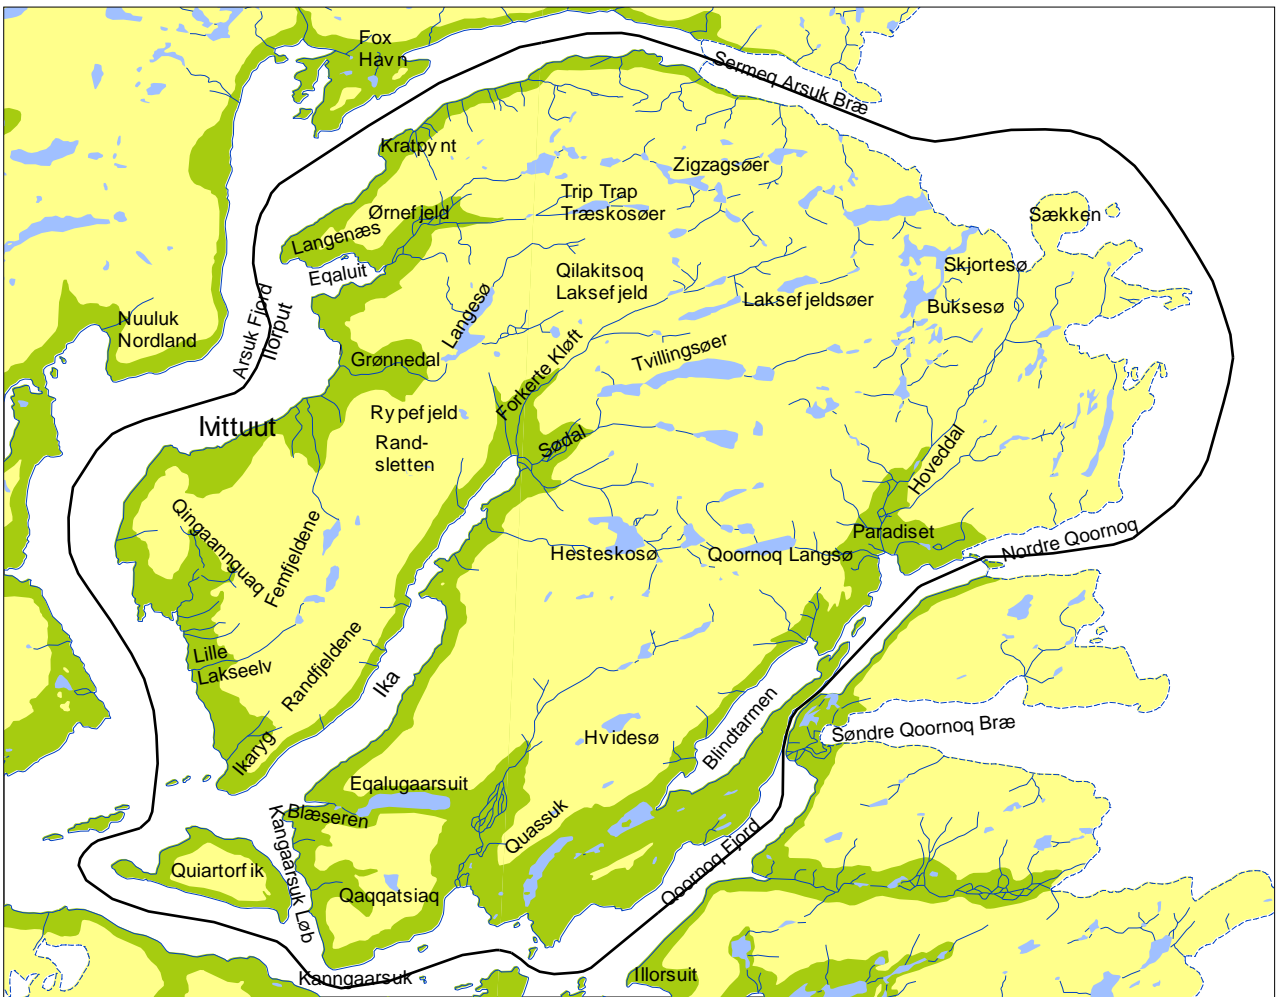 Fox
Havn
Sermeq Arsuk Bræ
Kratpynt
Zigzagsøer
Trip Trap
Træskosøer
Ørnefjeld
Langenæs
Sækken
Eqaluit
Qilakitsoq
Laksefjeld
Skjortesø
Laksefjeldsøer
Buksesø
Arsuk Fjord
Ilorput
Langesø
Nuuluk
Nordland
Grønnedal
Forkerte Kløft
Tvillingsøer
Rypefjeld
Ivittuut
Rand-
sletten
Sødal
Hoveddal
Qingaannguaq
Femfjeldene
Hesteskosø
Qoornoq Langsø
Paradiset
Nordre Qoornoq
Lille
Lakseelv
Randfjeldene
Ika
Ikaryg
Hvidesø
Blindtarmen
Søndre Qoornoq Bræ
Eqalugaarsuit
Blæseren
Kangaarsuk Løb
Quassuk
Qoornoq Fjord
Quiartorfik
Qaqqatsiaq
Kanngaarsuk
Illorsuit